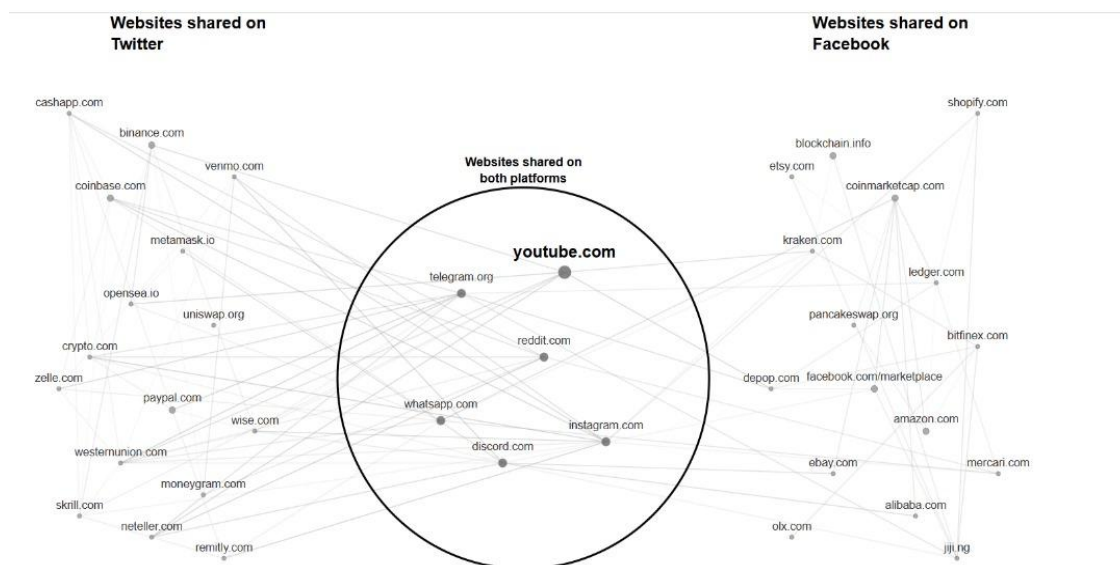 Websites shared on
Twitter
Websites shared on
Facebook
cashapp.com
shopify.com
binance.com
blockchain.info
venmo.com
Websites shared on
both platforms
etsy.com
coinbase.com
coinmarketcap.com
metamask.io
kraken.com
youtube.com
telegram.org
ledger.com
opensea.io
uniswap.org
pancakeswap.org
crypto.com
reddit.com
bitfinex.com
zelle.com
depop.com
facebook.com/marketplace
paypal.com
whatsapp.com
wise.com
instagram.com
amazon.com
westernunion.com
discord.com
ebay.com
mercari.com
moneygram.com
skrill.com
alibaba.com
neteller.com
olx.com
remitly.com
jiji.ng